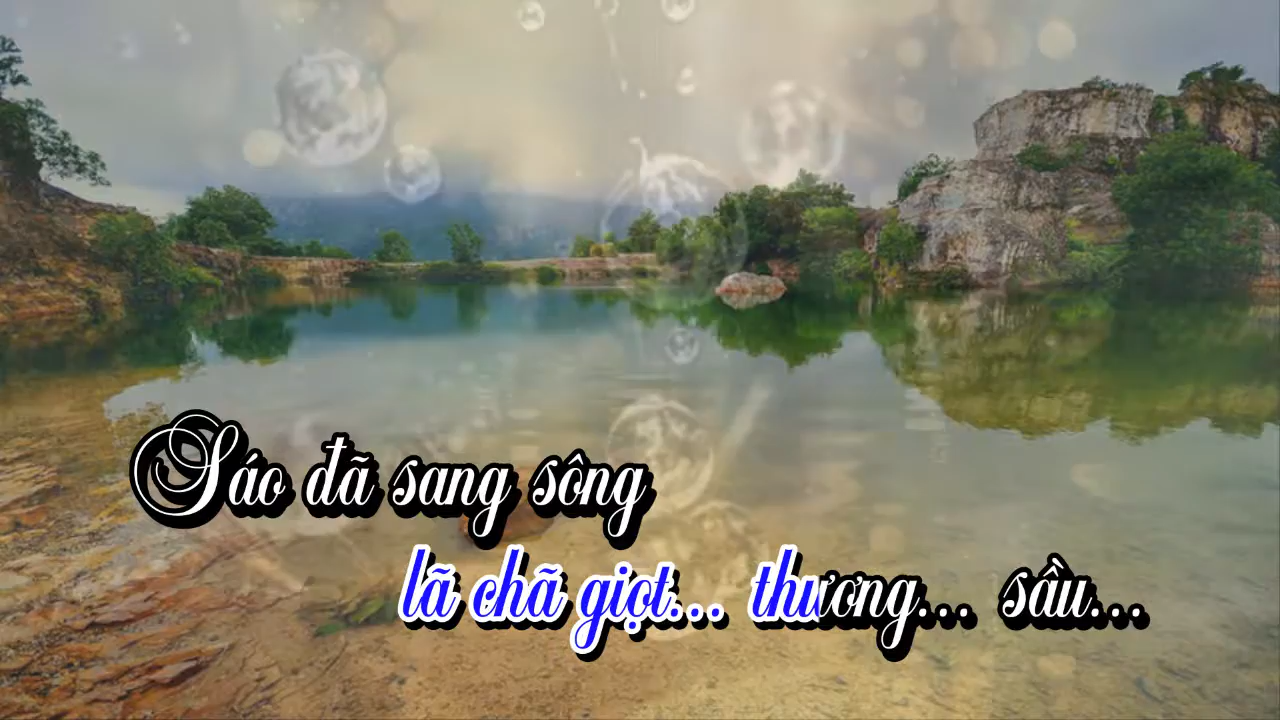 Sáo đã sang sông
lã chã giọt... thương... sầu...